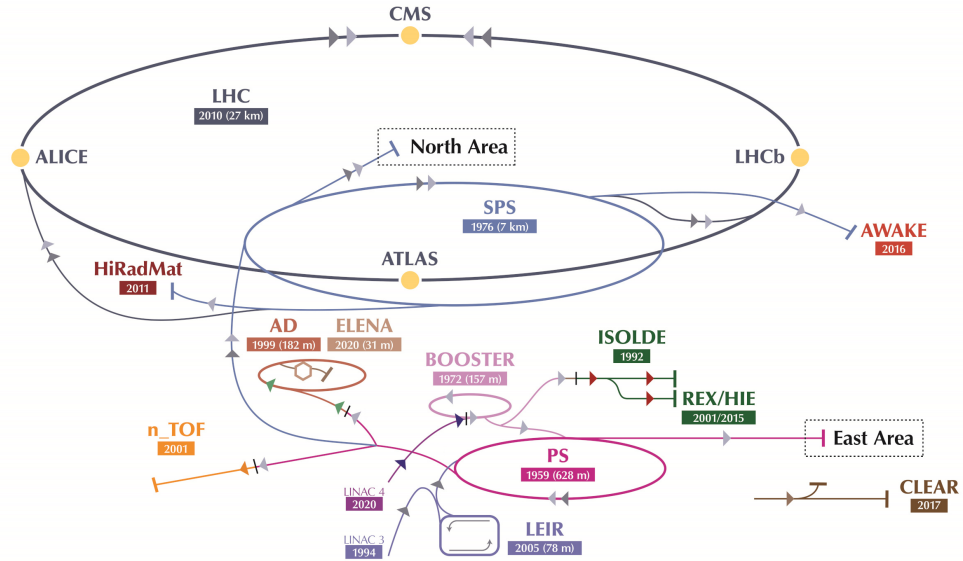 CMS
LHC
2010 (27 km)
North Area
ALICE
LHCb
SPS
1976 (7 km)
AWAKE
2016
ATLAS
HiRadMat
2011
AD
1999 (182 m)
ELENA
2020 (31 m)
ISOLDE
1992
BOOSTER
1972 (157 m)
REX/HIE
2001/2015
n_TOF
2001
East Area
PS
1959 (628 m)
LINAC 4
2020
CLEAR
2017
LINAC 3
1994
LEIR
2005 (78 m)